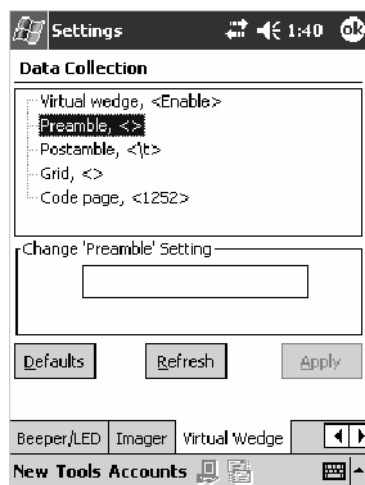 Settings 1:40 ok
Data Collection
Virtual wedge, <Enable>
Preamble, <>
Postamble, <\t>
Grid, <>
Code page, <1252>
Change 'Preamble' Setting
Defaults Refresh Apply
Beeper/LED Imager Virtual Wedge
New Tools Accounts